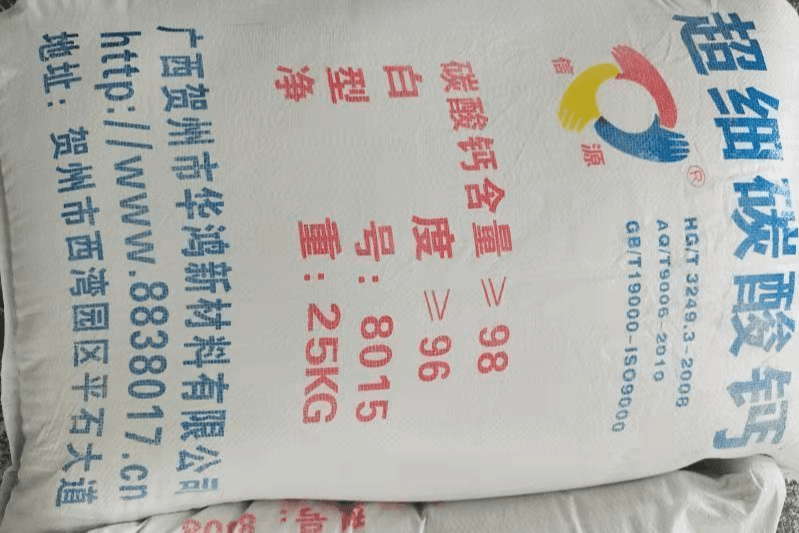 超细碳酸钙
®
信 源
HG/T 3249.3-2008
AQ/T9006-2010
GB/T19000-ISO9000
碳酸钙含量≥98
白 度≥96
型 号：8015
净 重：25KG
广西贺州市华鸿新材料有限公司
http://www.8838017.cn
地址：贺州市西湾园区平石大道